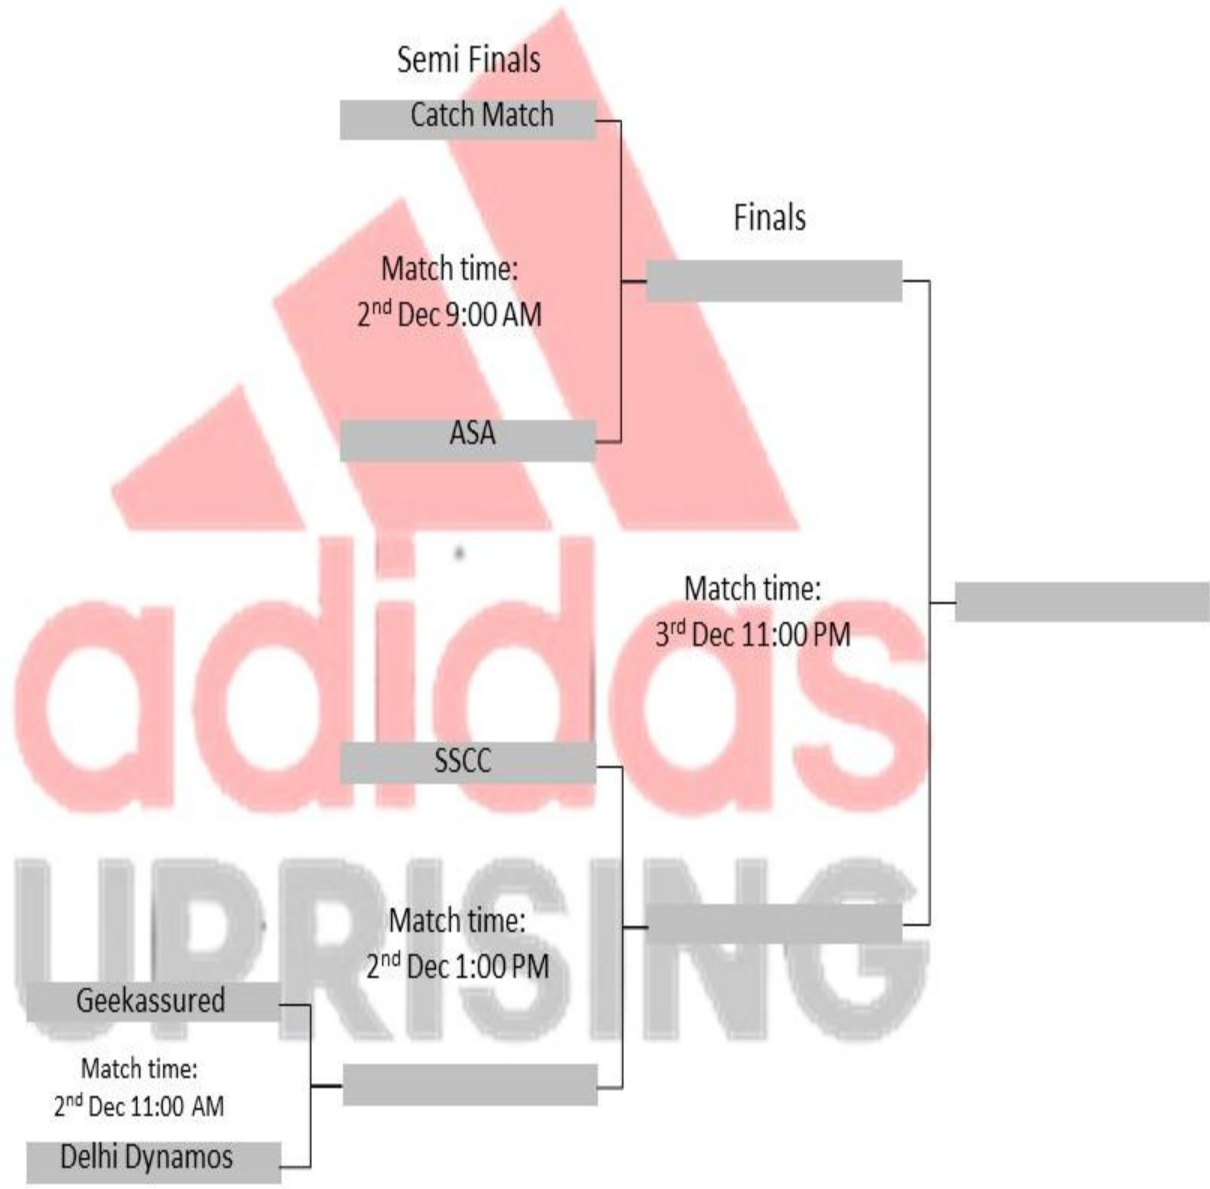 Semi Finals
Catch Match
Finals
Match time:
2nd Dec 9:00 AM
ASA
Match time:
3rd Dec 11:00 PM
adidas
SSCC
UPRISING
Match time:
2nd Dec 1:00 PM
Geekassured
Match time:
2nd Dec 11:00 AM
Delhi Dynamos